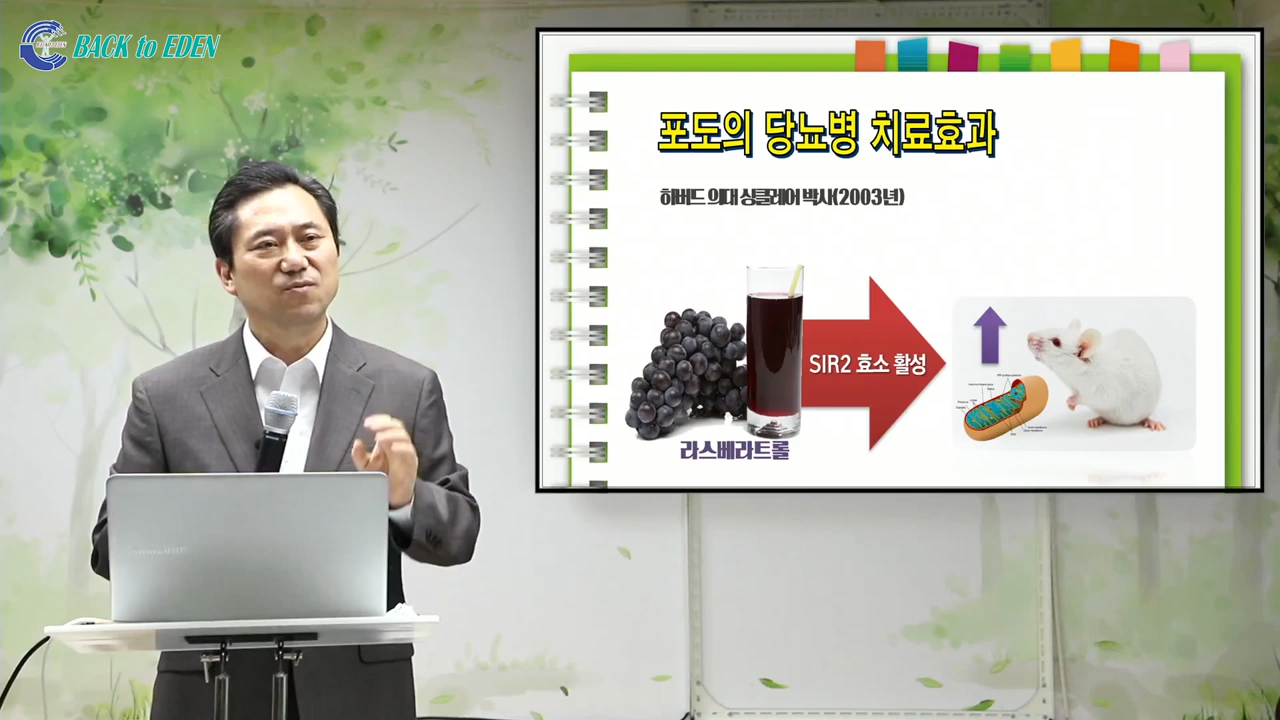 BACK to EDEN
포도의 당뇨병 치료효과
하버드 의대 싱클레어 박사(2003년)
SIR2 효소 활성
라스베라트롤